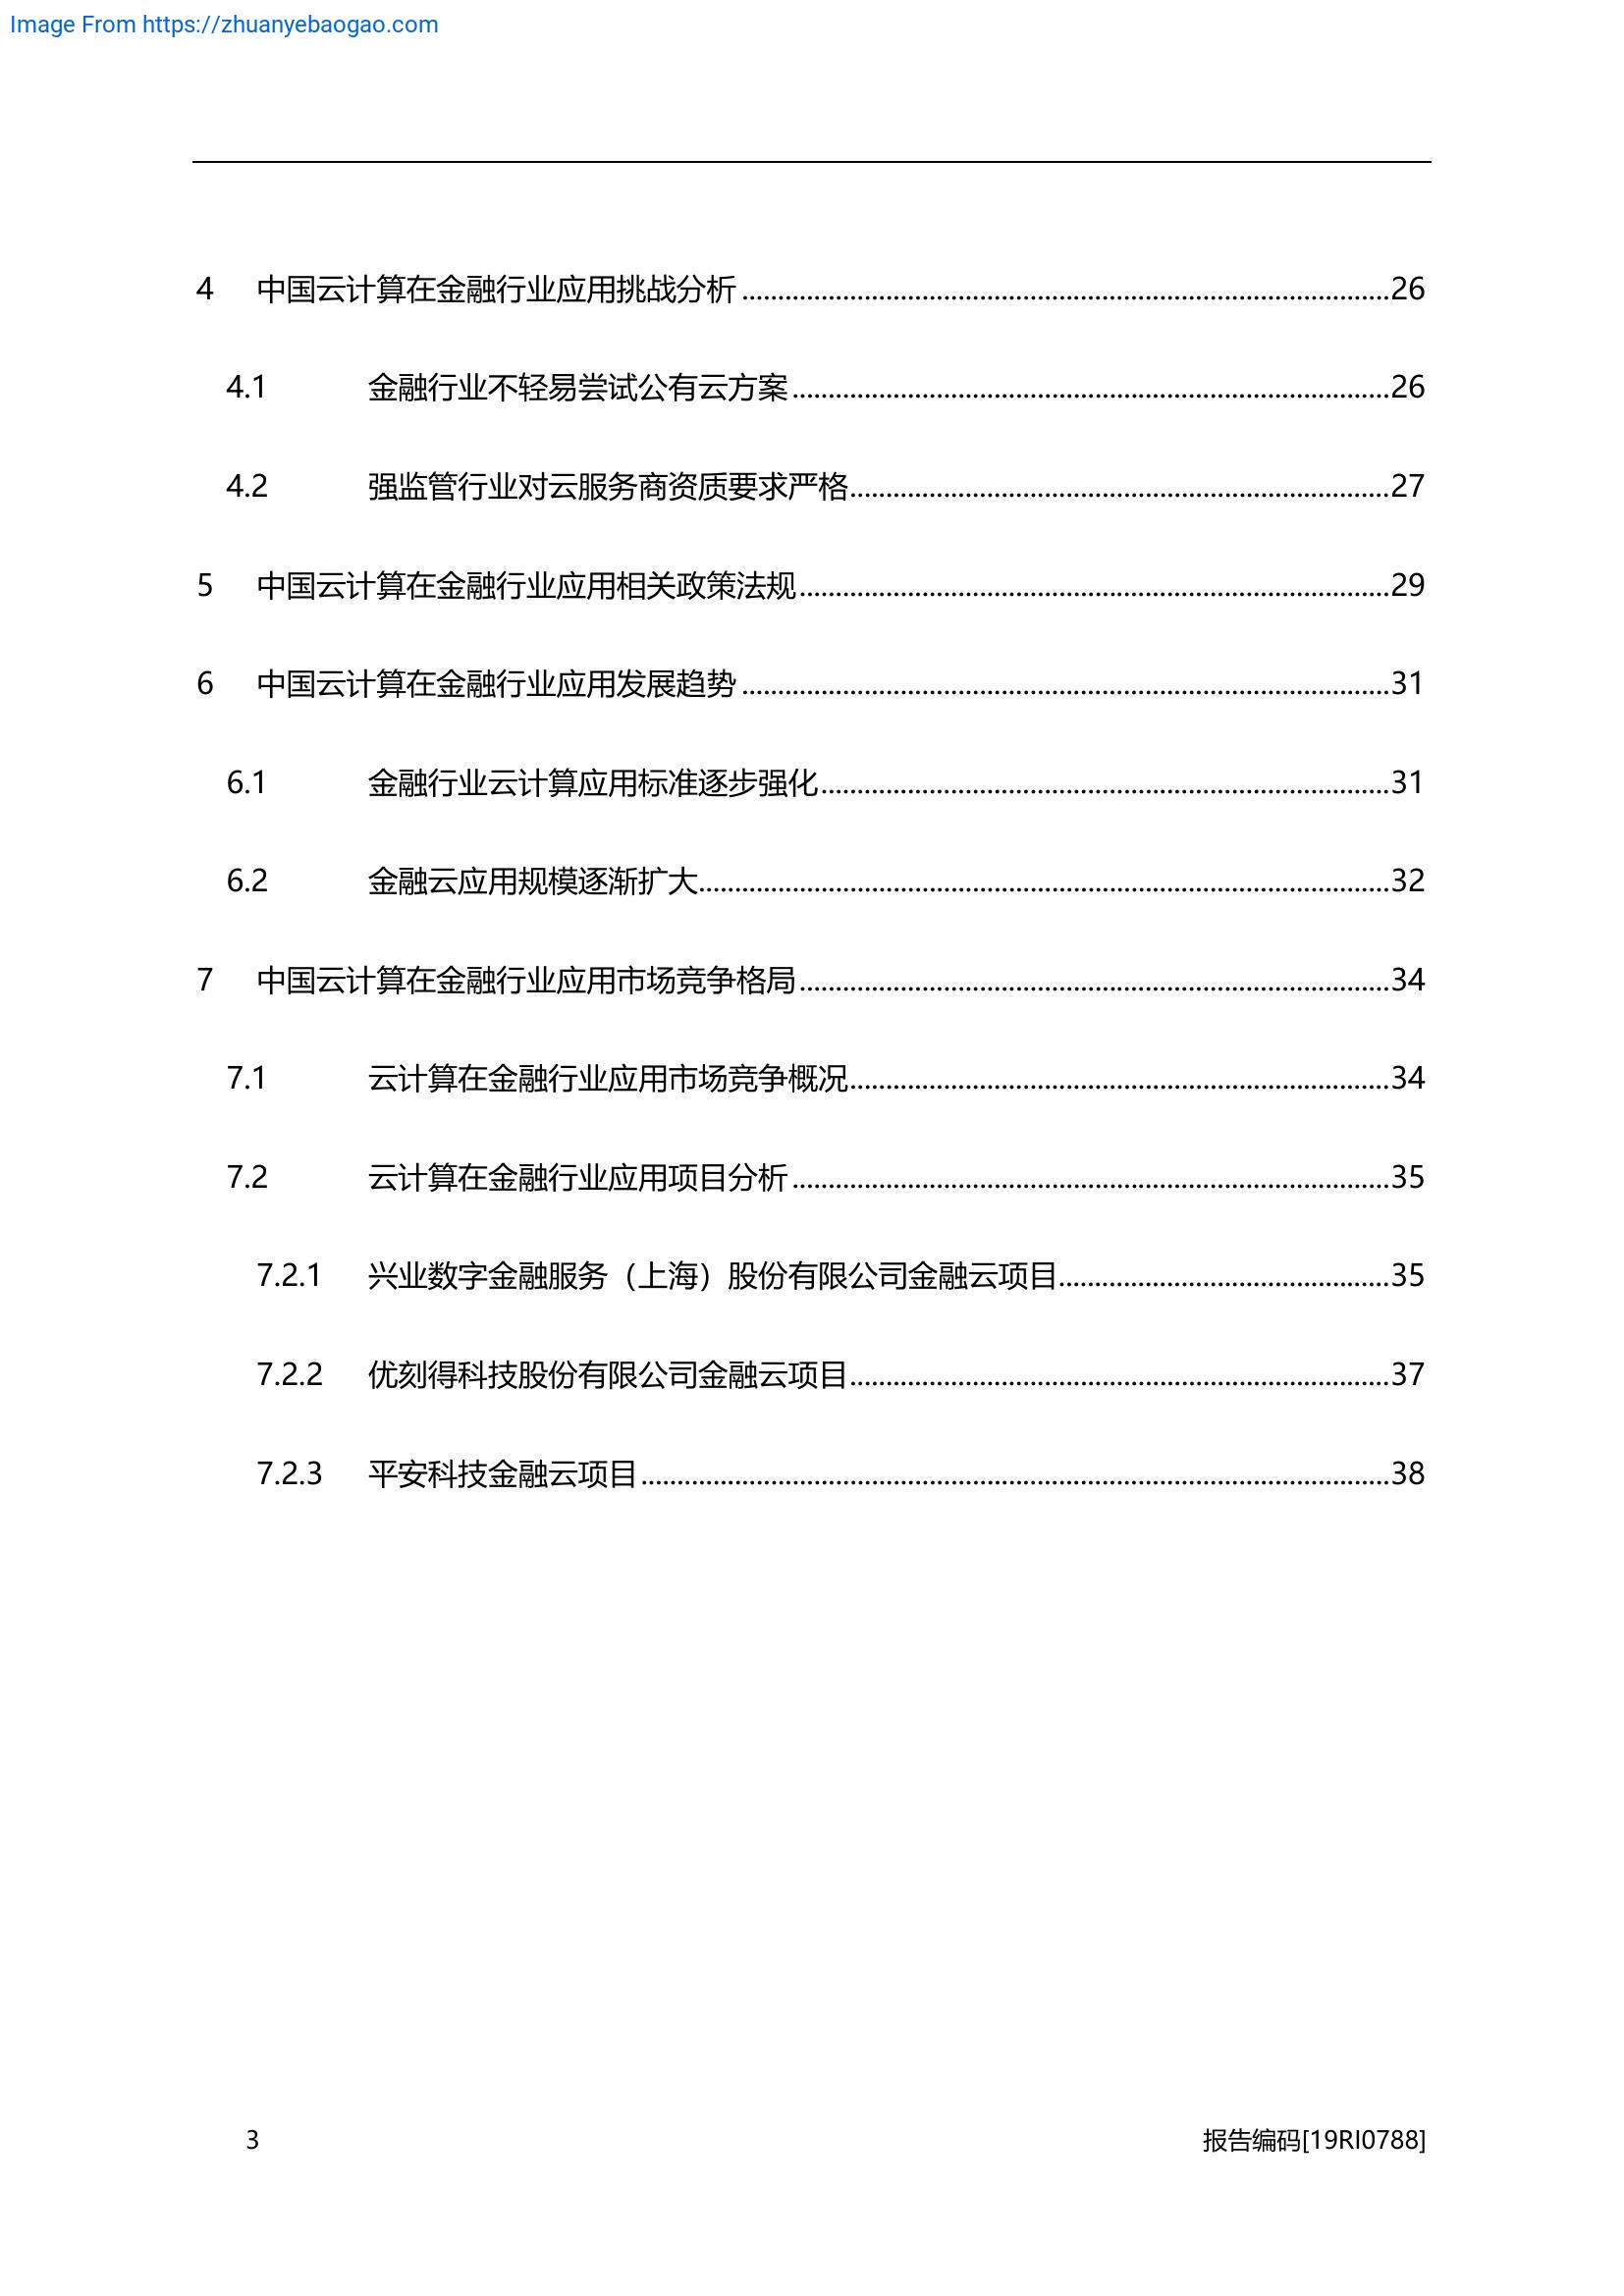 Image From https://zhuanyebaogao.com
4 中国云计算在金融行业应用挑战分析 ........................................ 26
4.1 金融行业不轻易尝试公有云方案 ........................................ 26
4.2 强监管行业对云服务商资质要求严格 ........................................ 27
5 中国云计算在金融行业应用相关政策法规 ........................................ 29
6 中国云计算在金融行业应用发展趋势 ........................................ 31
6.1 金融行业云计算应用标准逐步强化 ........................................ 31
6.2 金融云应用规模逐渐扩大 ........................................ 32
7 中国云计算在金融行业应用市场竞争格局 ........................................ 34
7.1 云计算在金融行业应用市场竞争概况 ........................................ 34
7.2 云计算在金融行业应用项目分析 ........................................ 35
7.2.1 兴业数字金融服务（上海）股份有限公司金融云项目 ........................................ 35
7.2.2 优刻得科技股份有限公司金融云项目 ........................................ 37
7.2.3 平安科技金融云项目 ........................................ 38
3 报告编码[19RI0788]